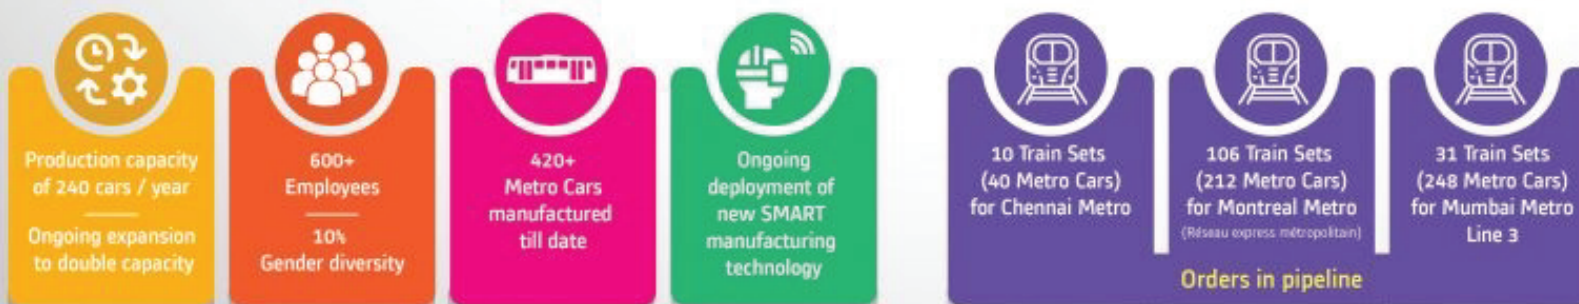 Production capacity
of 240 cars / year
Ongoing expansion
to double capacity
600+
Employees
10%
Gender diversity
420+
Metro Cars
manufactured
till date
Ongoing
deployment of
new SMART
manufacturing
technology
10 Train Sets
(40 Metro Cars)
for Chennai Metro
106 Train Sets
(212 Metro Cars)
for Montreal Metro
(Réseau express métropolitain)
31 Train Sets
(248 Metro Cars)
for Mumbai Metro
Line 3
Orders in pipeline